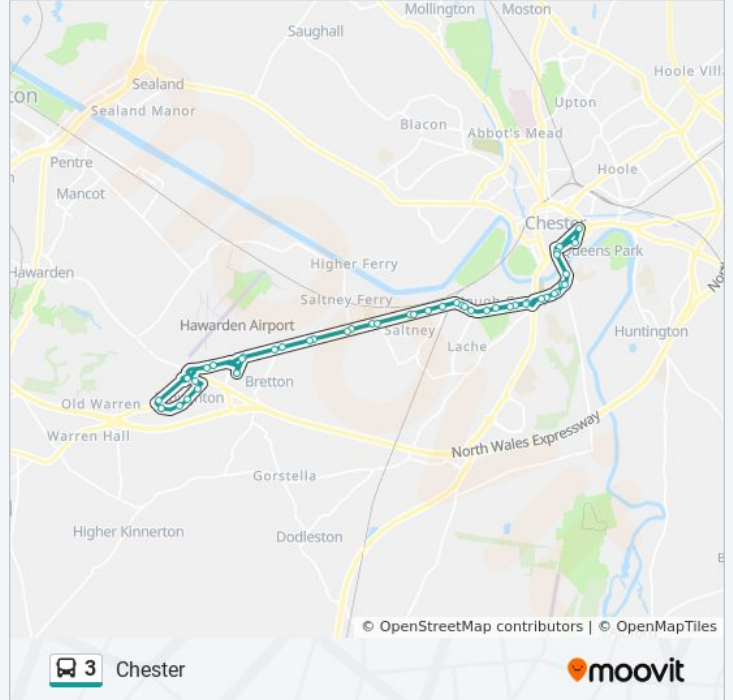 Mollington
Moston
Saughall
Hoole Vill
Sealand
ton
Sealand Manor
Upton
Blacon
Abbot's Mead
Pentre
Hoole
Mancot
Chester
Queens Park
Higher Ferry
Hawarden
Saltney Ferry
Hawarden Airport
Saltney
Huntington
Lache
Bretton
Old Warren
Warren Hall
North Wales Expressway
Gorstella
Higher Kinnerton
Dodleston
© OpenStreetMap contributors | © OpenMapTiles
3 Chester
moovit